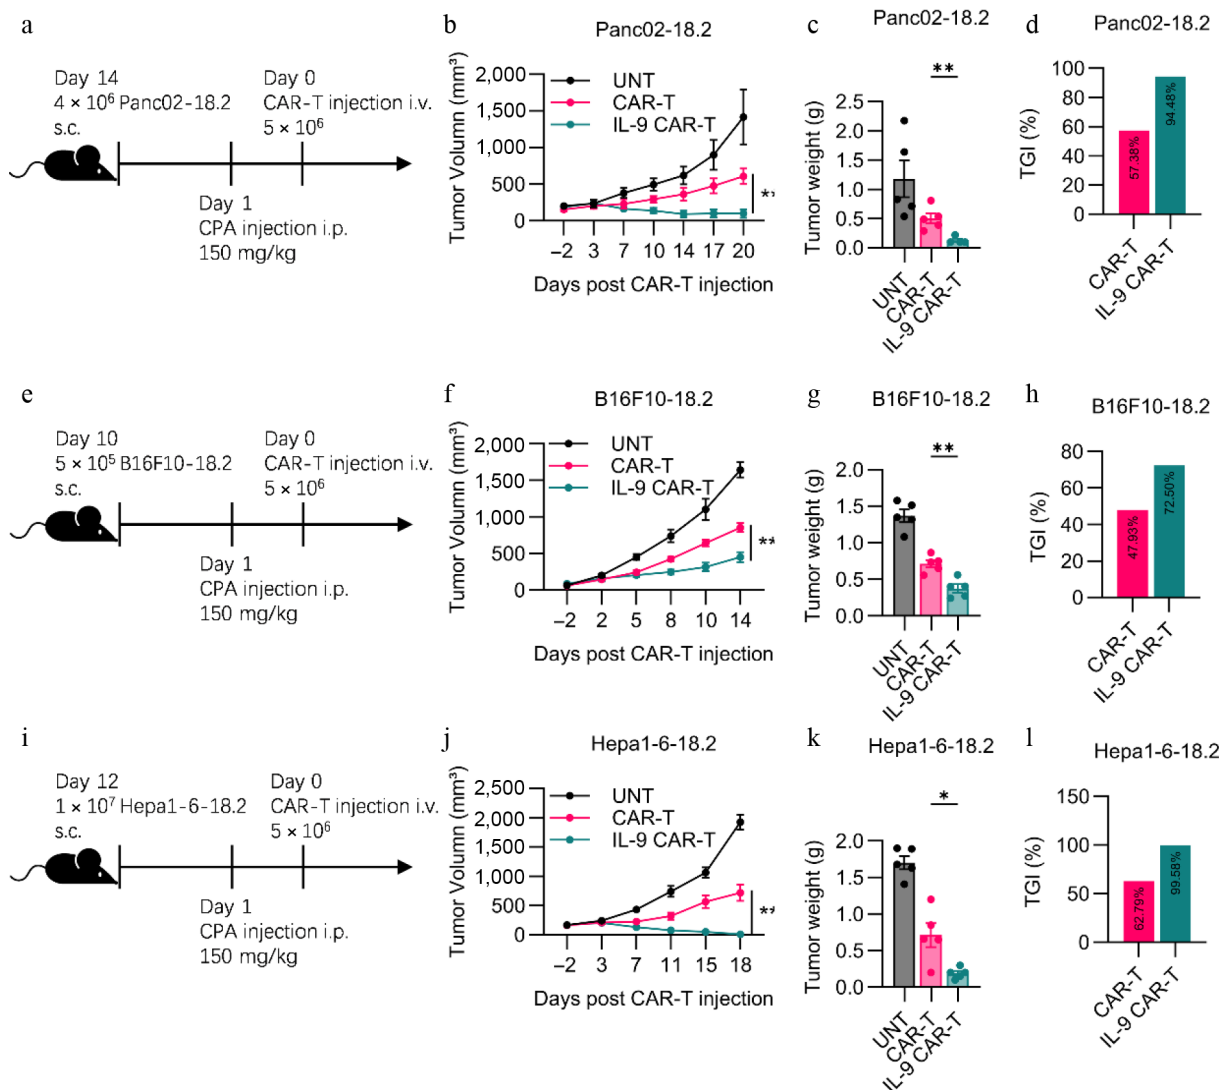 a
Day 14
4 × 10⁶ Panc02-18.2
s.c.
Day 0
CAR-T injection i.v.
5 × 10⁶
Day 1
CPA injection i.p.
150 mg/kg
b
Panc02-18.2
Tumor Volumn (mm³)
2,000
1,500
1,000
500
0
UNT
CAR-T
IL-9 CAR-T
−2 3 7 10 14 17 20
Days post CAR-T injection
c
Panc02-18.2
**
Tumor weight (g)
2.5
2.0
1.5
1.0
0.5
0.0
UNT
CAR-T
IL-9 CAR-T
d
Panc02-18.2
TGI (%)
100
80
60
40
20
0
57.38%
94.48%
CAR-T
IL-9 CAR-T
e
Day 10
5 × 10⁵ B16F10-18.2
s.c.
Day 0
CAR-T injection i.v.
5 × 10⁶
Day 1
CPA injection i.p.
150 mg/kg
f
B16F10-18.2
Tumor Volumn (mm³)
2,000
1,500
1,000
500
0
UNT
CAR-T
IL-9 CAR-T
**
−2 2 5 8 10 14
Days post CAR-T injection
g
B16F10-18.2
**
Tumor weight (g)
2.0
1.5
1.0
0.5
0.0
UNT
CAR-T
IL-9 CAR-T
h
B16F10-18.2
TGI (%)
80
60
40
20
0
47.93%
72.50%
CAR-T
IL-9 CAR-T
i
Day 12
1 × 10⁷ Hepa1-6-18.2
s.c.
Day 0
CAR-T injection i.v.
5 × 10⁶
Day 1
CPA injection i.p.
150 mg/kg
j
Hepa1-6-18.2
Tumor Volumn (mm³)
2,500
2,000
1,500
1,000
500
0
UNT
CAR-T
IL-9 CAR-T
−2 3 7 11 15 18
Days post CAR-T injection
k
Hepa1-6-18.2
*
Tumor weight (g)
2.0
1.5
1.0
0.5
0.0
UNT
CAR-T
IL-9 CAR-T
l
Hepa1-6-18.2
TGI (%)
150
100
50
0
62.79%
99.58%
CAR-T
IL-9 CAR-T